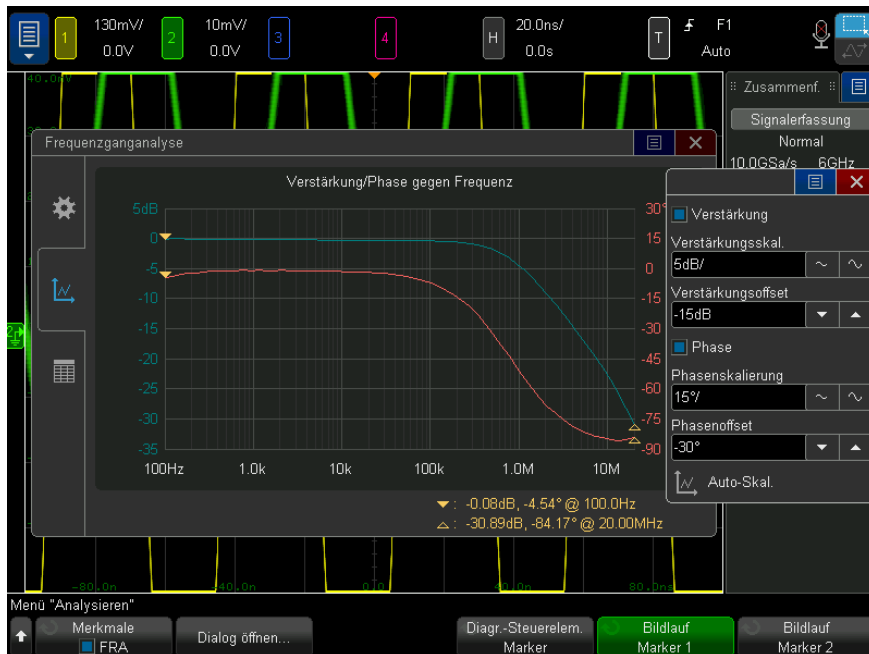 130mV/ 10mV/ 20.0ns/ F1
1 2 3 4 H T
0.0V 0.0V 0.0s Auto
40.0mV
Zusammenf.
Signalerfassung
Normal
10.0GSa/s 6GHz
Frequenzganganalyse
Verstärkung/Phase gegen Frequenz
5dB 30°
0 15
-5 0
-10 -15
-15 -30
-20 -45
-25 -60
-30 -75
-35 -90
100Hz 1.0k 10k 100k 1.0M 10M
: -0.08dB, -4.54° @ 100.0Hz
: -30.89dB, -84.17° @ 20.00MHz
Verstärkung
Verstärkungsskal.
5dB/
Verstärkungsoffset
-15dB
Phase
Phasenskalierung
15°/
Phasenoffset
-30°
Auto-Skal.
-80.0n -40.0n 0.0 40.0n 80.0n
Menü "Analysieren"
Merkmale
FRA
Dialog öffnen...
Diagr.-Steuerelem.
Marker
Bildlauf
Marker 1
Bildlauf
Marker 2